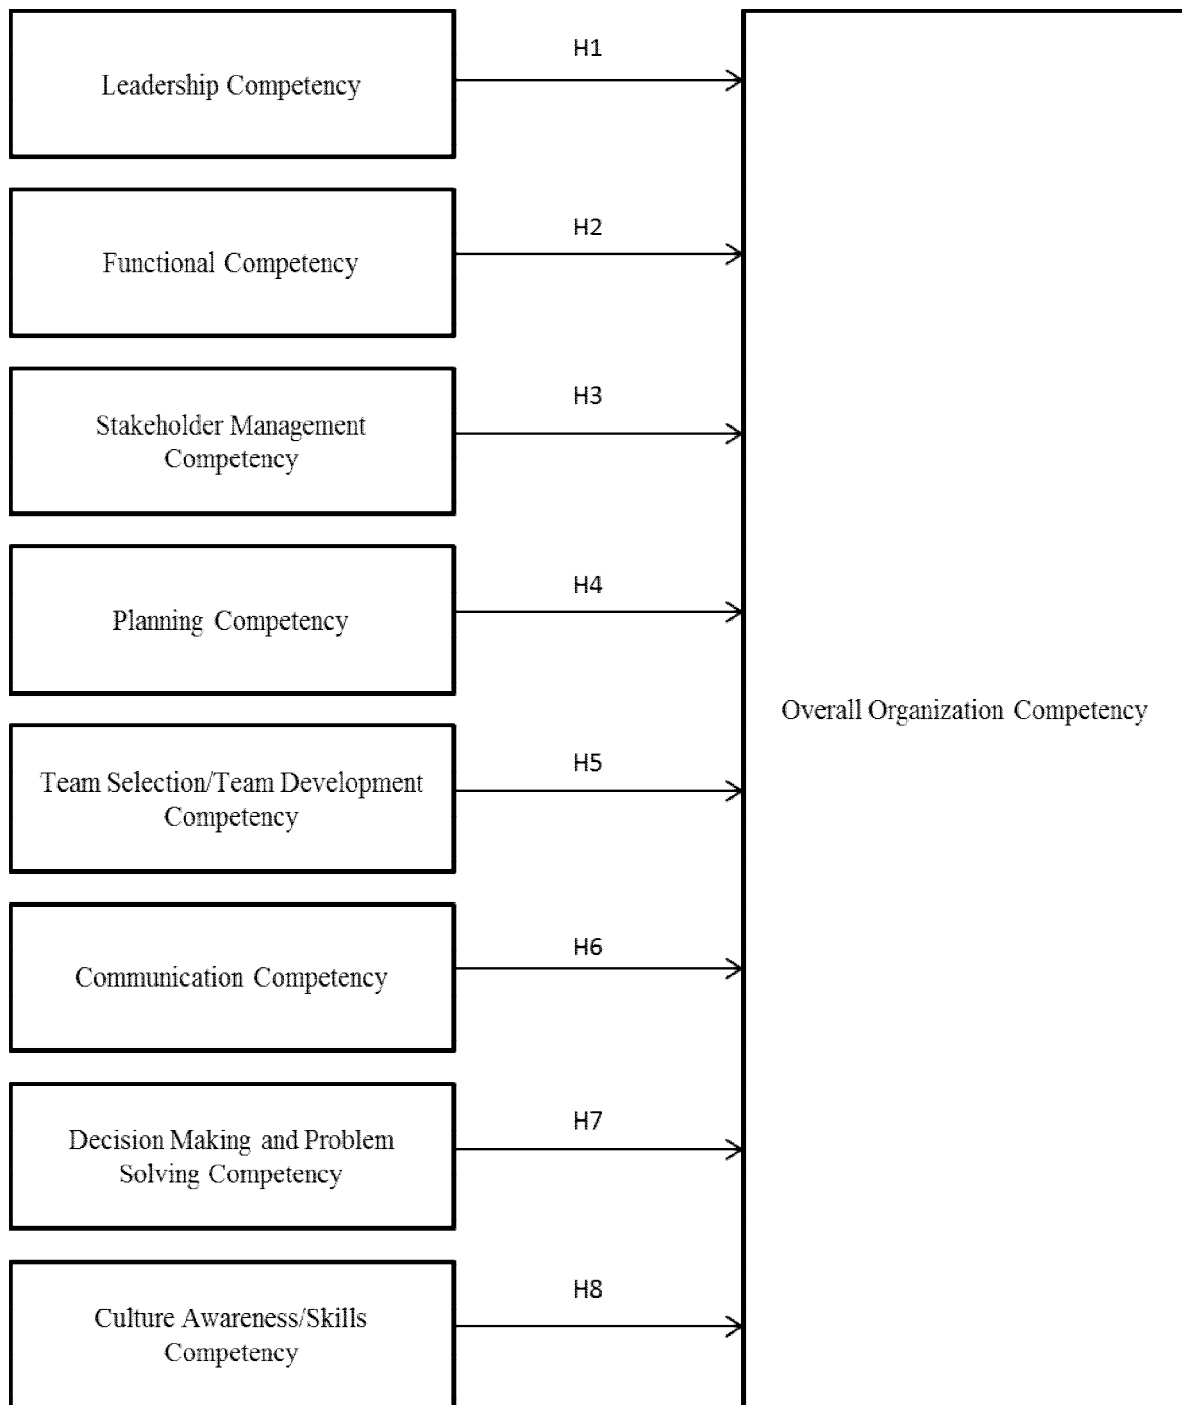 Leadership Competency
H1
Functional Competency
H2
Stakeholder Management
Competency
H3
Planning Competency
H4
Team Selection/Team Development
Competency
H5
Communication Competency
H6
Decision Making and Problem
Solving Competency
H7
Culture Awareness/Skills
Competency
H8
Overall Organization Competency